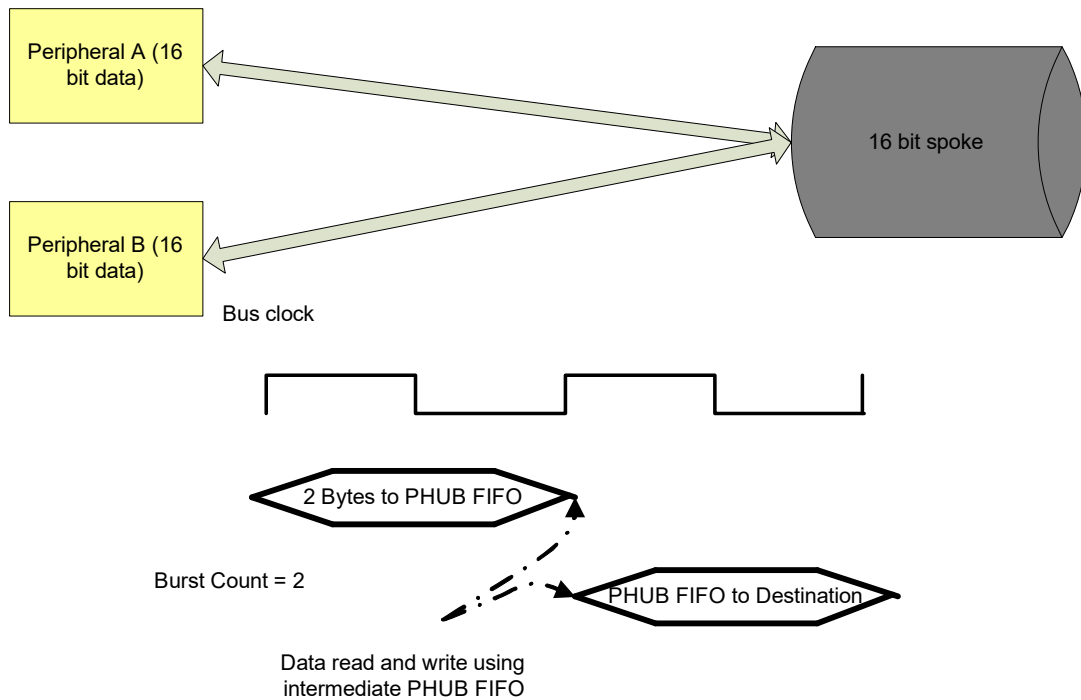 Peripheral A (16
bit data)
16 bit spoke
Peripheral B (16
bit data)
Bus clock
2 Bytes to PHUB FIFO
Burst Count = 2
PHUB FIFO to Destination
Data read and write using
intermediate PHUB FIFO